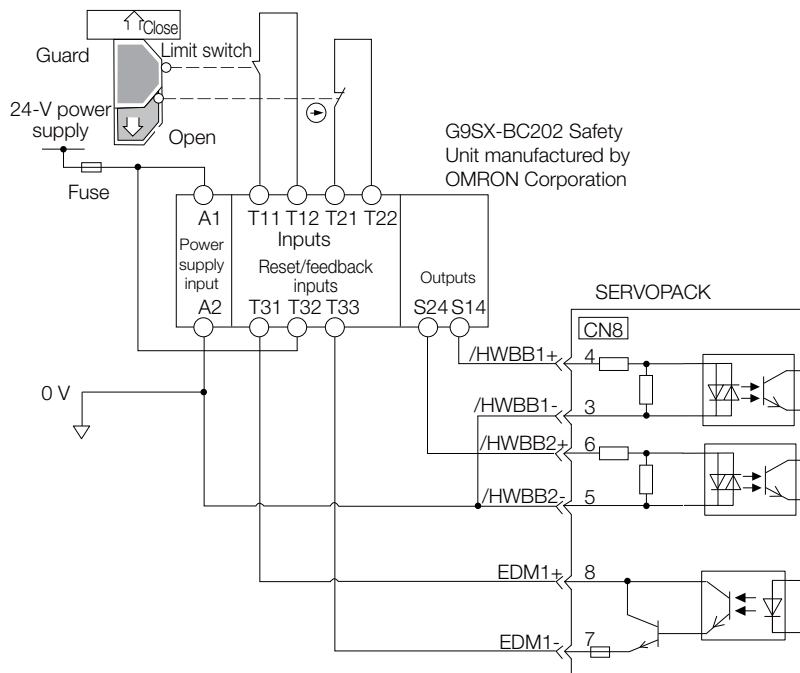 Close
Guard
Limit switch
24-V power
supply
Open
Fuse
G9SX-BC202 Safety
Unit manufactured by
OMRON Corporation
A1
T11
T12
T21
T22
Power
supply
input
Inputs
Reset/feedback
inputs
Outputs
A2
T31
T32
T33
S24
S14
SERVOPACK
CN8
/HWBB1+
4
0 V
/HWBB1-
3
/HWBB2+
6
/HWBB2-
5
EDM1+
8
EDM1-
7